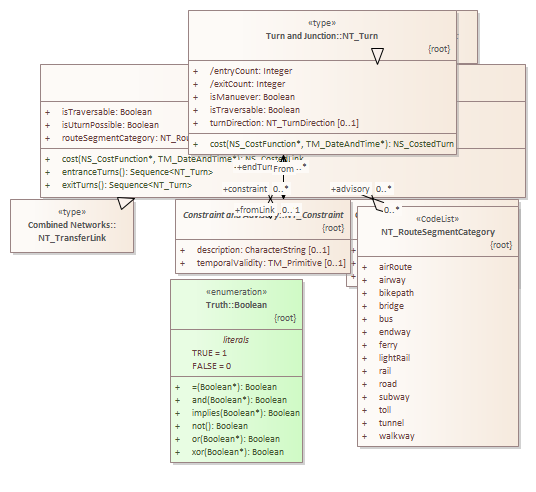 «type»
Turn and Junction::NT_Turn
{root}
+ /entryCount: Integer
+ /exitCount: Integer
+ isManuever: Boolean
+ isTraversable: Boolean
+ turnDirection: NT_TurnDirection [0..1]
+ cost(NS_CostFunction*, TM_DateAndTime*): NS_CostedTurn
+ isTraversable: Boolean
+ isUturnPossible: Boolean
+ routeSegmentCategory: NT_Ro
+ cost(NS_CostFunction*, TM_DateAndTime*): NS_CostedLink
+ entranceTurns(): Sequence<NT_Turn>
+ exitTurns(): Sequence<NT_Turn>
+endTurn
From
..*
+constraint 0..*
+advisory 0..*
+fromLink 0..1
0..*
«type»
Combined Networks::
NT_TransferLink
Constraint and Advisory::NT_Constraint
{root}
+ description: CharacterString [0..1]
+ temporalValidity: TM_Primitive [0..1]
«CodeList»
NT_RouteSegmentCategory
{root}
+ airRoute
+ airway
+ bikepath
+ bridge
+ bus
+ endway
+ ferry
+ lightRail
+ rail
+ road
+ subway
+ toll
+ tunnel
+ walkway
«enumeration»
Truth::Boolean
{root}
literals
TRUE = 1
FALSE = 0
+ =(Boolean*): Boolean
+ and(Boolean*): Boolean
+ implies(Boolean*): Boolean
+ not(): Boolean
+ or(Boolean*): Boolean
+ xor(Boolean*): Boolean